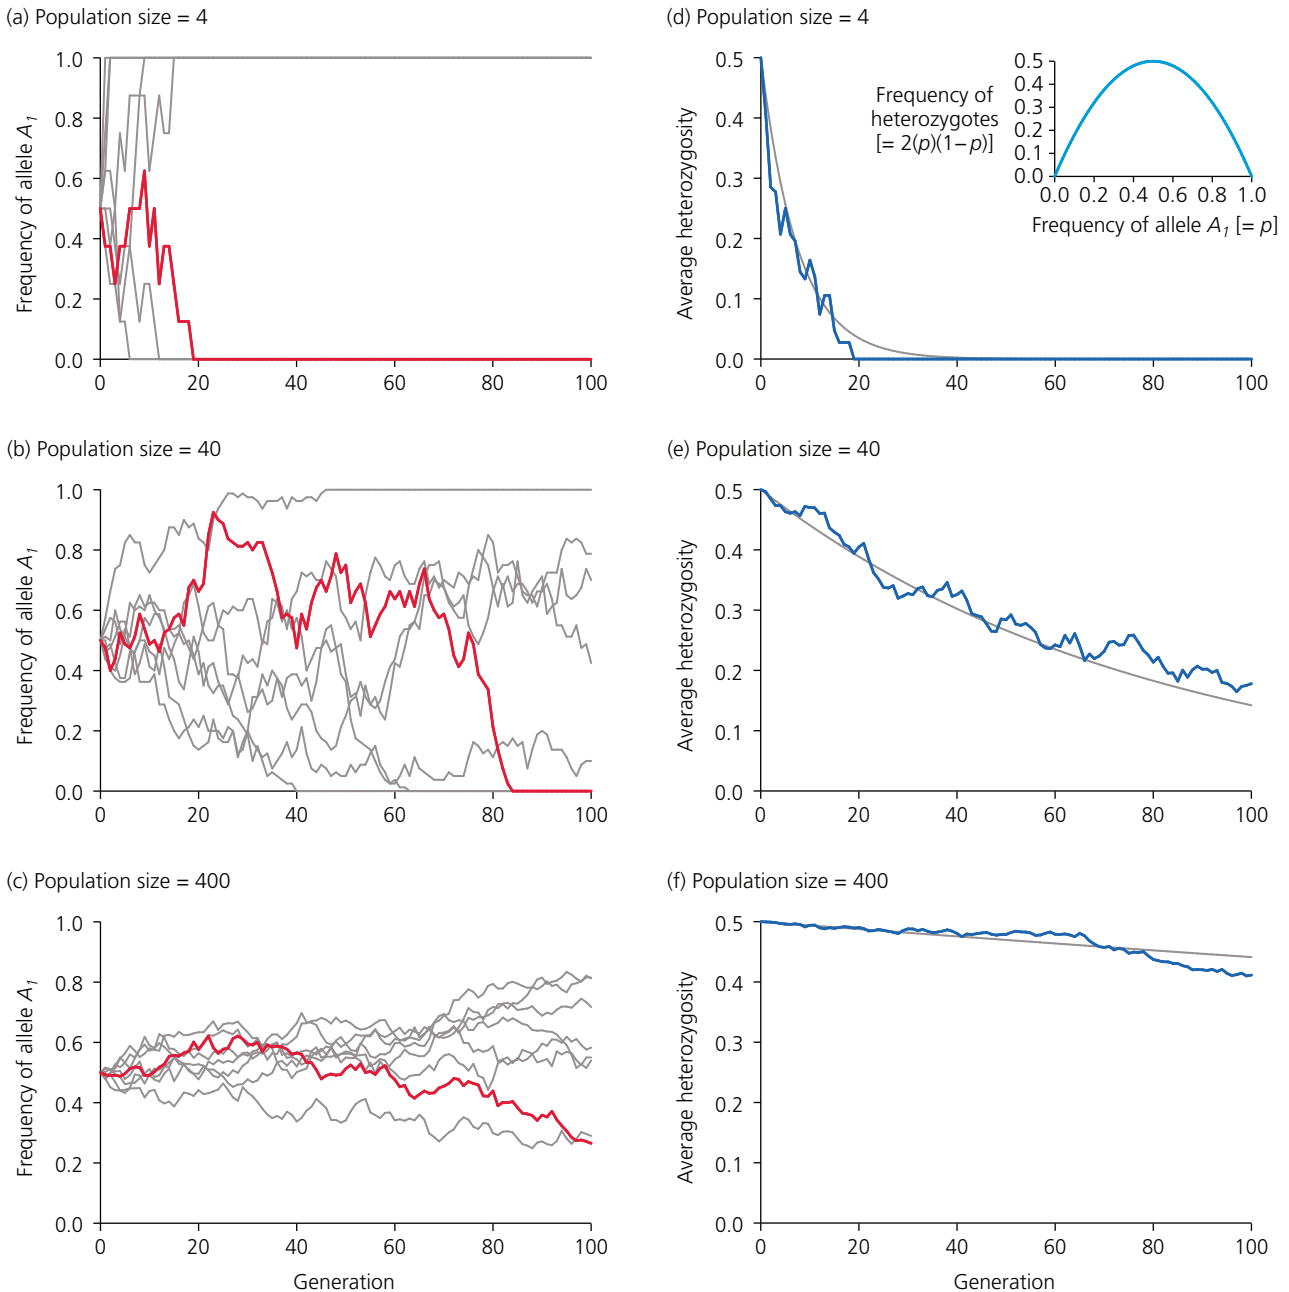 (a) Population size = 4
Frequency of allele A1
1.0
0.8
0.6
0.4
0.2
0.0
0 20 40 60 80 100
(d) Population size = 4
Average heterozygosity
0.5
0.4
0.3
0.2
0.1
0.0
0 20 40 60 80 100
Frequency of
heterozygotes
[= 2(p)(1–p)]
0.5
0.4
0.3
0.2
0.1
0.0
0.0 0.2 0.4 0.6 0.8 1.0
Frequency of allele A1 [= p]
(b) Population size = 40
Frequency of allele A1
1.0
0.8
0.6
0.4
0.2
0.0
0 20 40 60 80 100
(e) Population size = 40
Average heterozygosity
0.5
0.4
0.3
0.2
0.1
0.0
0 20 40 60 80 100
(c) Population size = 400
Frequency of allele A1
1.0
0.8
0.6
0.4
0.2
0.0
0 20 40 60 80 100
Generation
(f) Population size = 400
Average heterozygosity
0.5
0.4
0.3
0.2
0.1
0.0
0 20 40 60 80 100
Generation